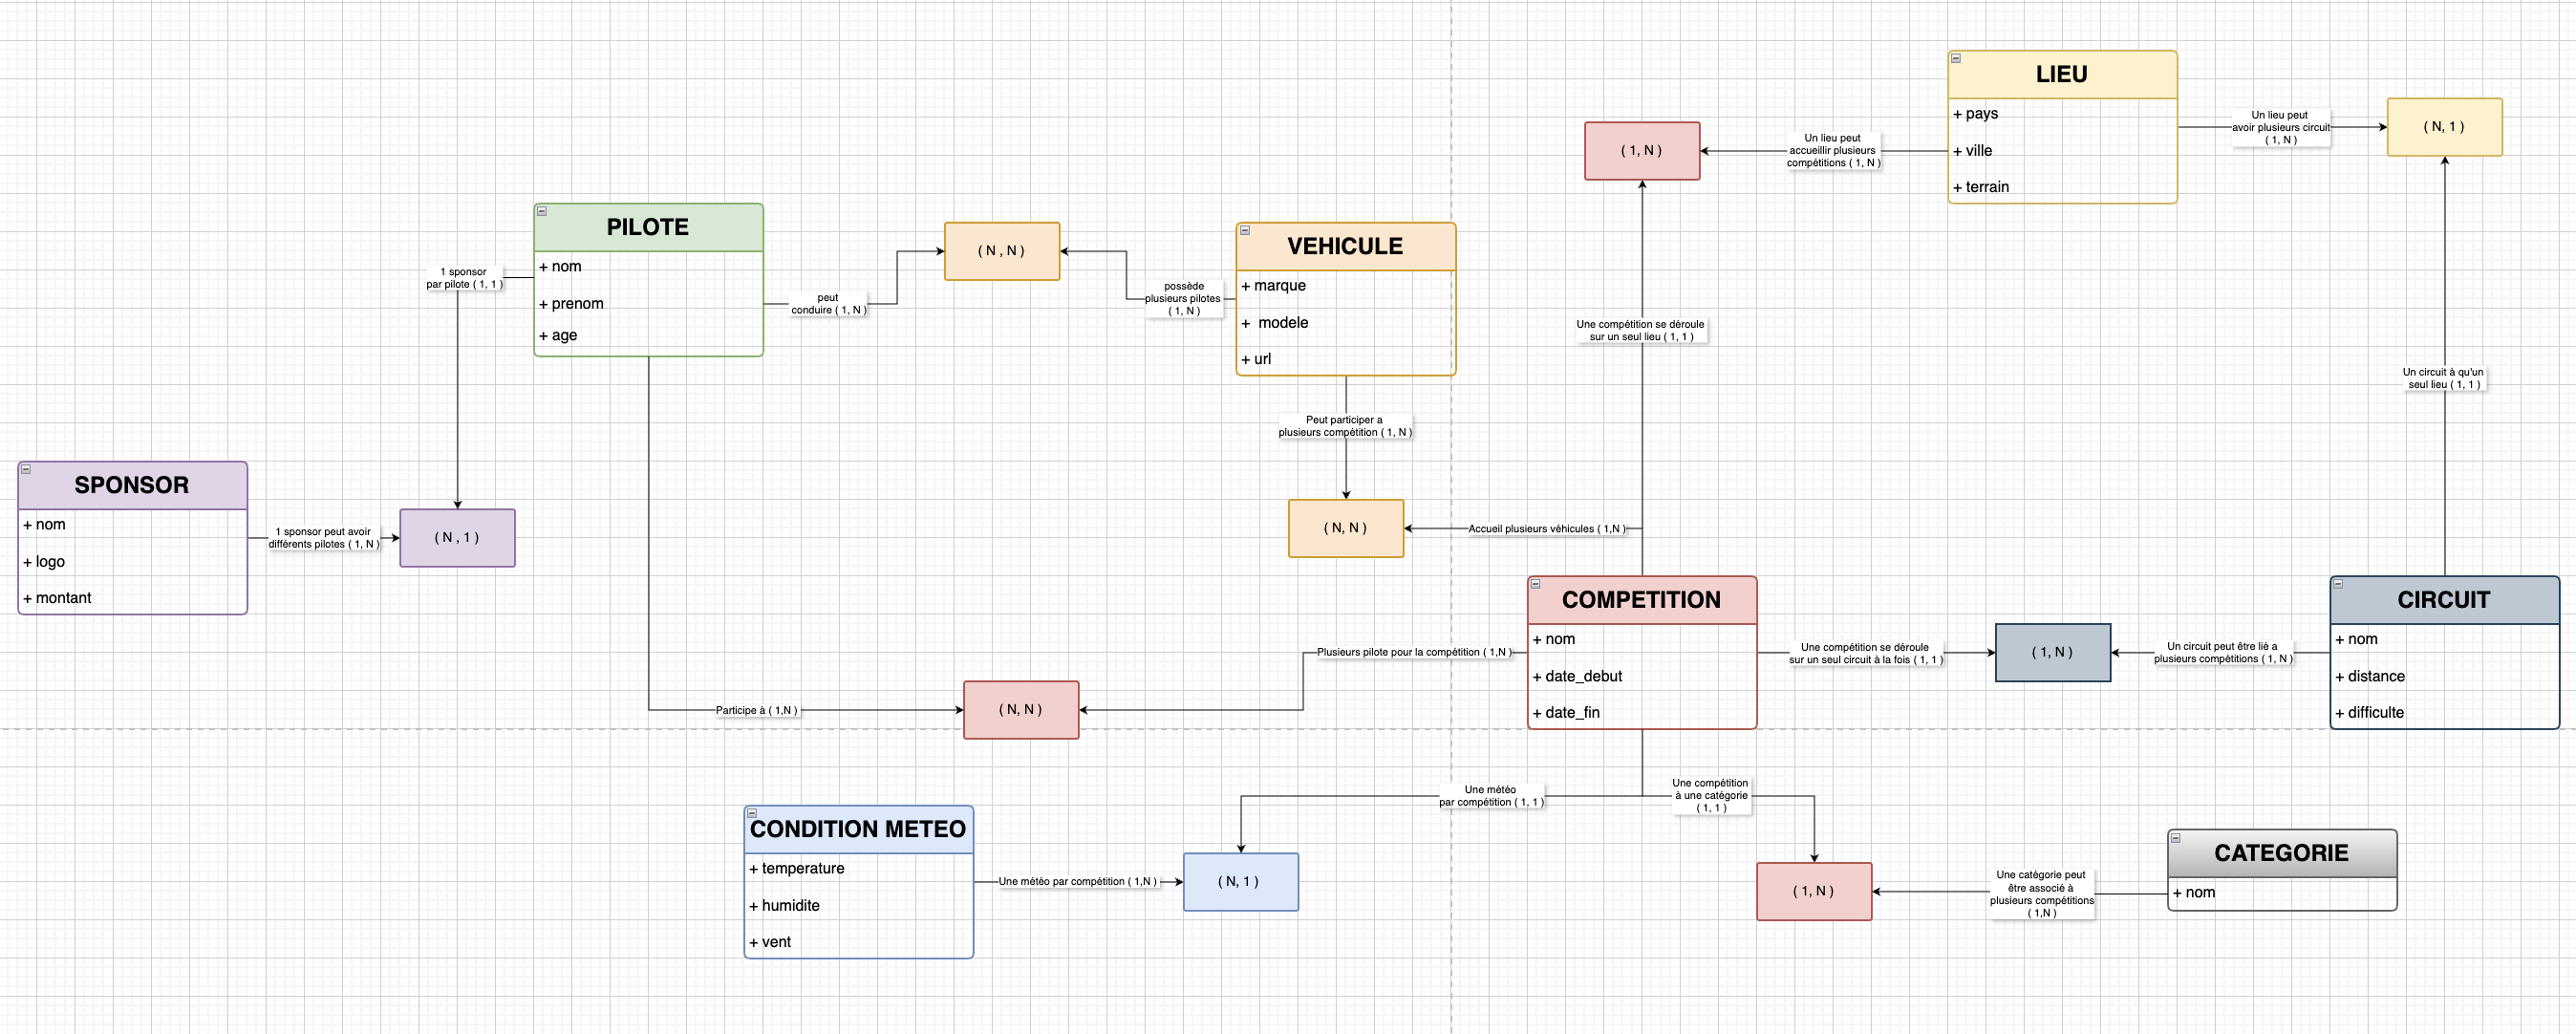 LIEU
+ pays
+ ville
+ terrain
Un lieu peut
avoir plusieurs circuit
( 1, N )
( N, 1 )
Un lieu peut
accueillir plusieurs
compétitions ( 1, N )
( 1, N )
PILOTE
+ nom
+ prenom
+ age
1 sponsor
par pilote ( 1, 1 )
peut
conduire ( 1, N )
( N , N )
possède
plusieurs pilotes
( 1, N )
VEHICULE
+ marque
+  modele
+ url
Une compétition se déroule
sur un seul lieu ( 1, 1 )
Un circuit à qu'un
seul lieu ( 1, 1 )
Peut participer a
plusieurs compétition ( 1, N )
SPONSOR
+ nom
+ logo
+ montant
1 sponsor peut avoir
différents pilotes ( 1, N )
( N , 1 )
( N, N )
Accueil plusieurs véhicules ( 1,N )
COMPETITION
+ nom
+ date_debut
+ date_fin
Une compétition se déroule
sur un seul circuit à la fois ( 1, 1 )
( 1, N )
Un circuit peut être lié a
plusieurs compétitions ( 1, N )
CIRCUIT
+ nom
+ distance
+ difficulte
Plusieurs pilote pour la compétition ( 1,N )
Participe à ( 1,N )
( N, N )
Une météo
par compétition ( 1, 1 )
Une compétition
à une catégorie
( 1, 1 )
CONDITION METEO
+ temperature
+ humidite
+ vent
Une météo par compétition ( 1,N )
( N, 1 )
( 1, N )
Une catégorie peut
être associé à
plusieurs compétitions
( 1,N )
CATEGORIE
+ nom